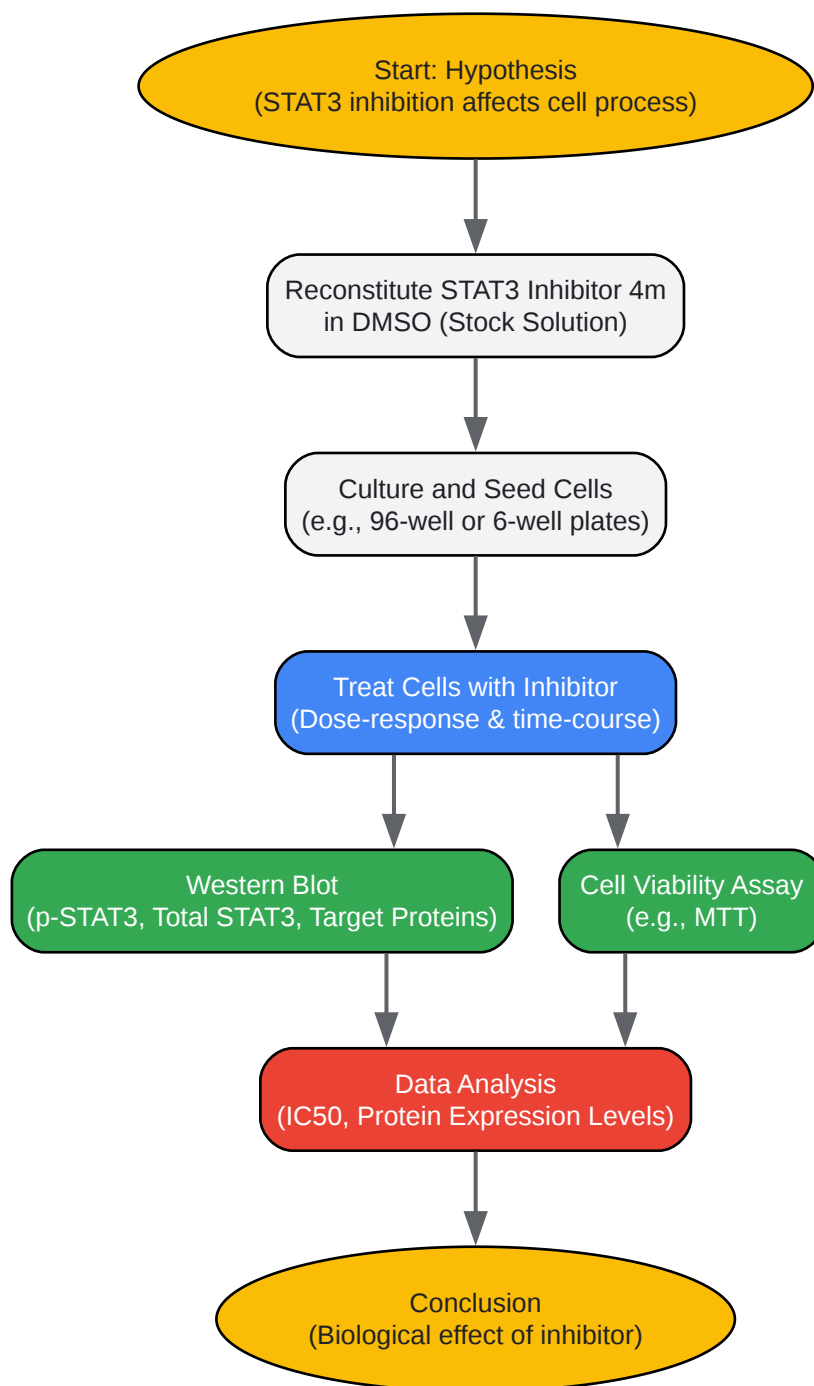 Start: Hypothesis
(STAT3 inhibition affects cell process)
Reconstitute STAT3 Inhibitor 4m
in DMSO (Stock Solution)
Culture and Seed Cells
(e.g., 96-well or 6-well plates)
Treat Cells with Inhibitor
(Dose-response & time-course)
Western Blot
(p-STAT3, Total STAT3, Target Proteins)
Cell Viability Assay
(e.g., MTT)
Data Analysis
(IC50, Protein Expression Levels)
Conclusion
(Biological effect of inhibitor)